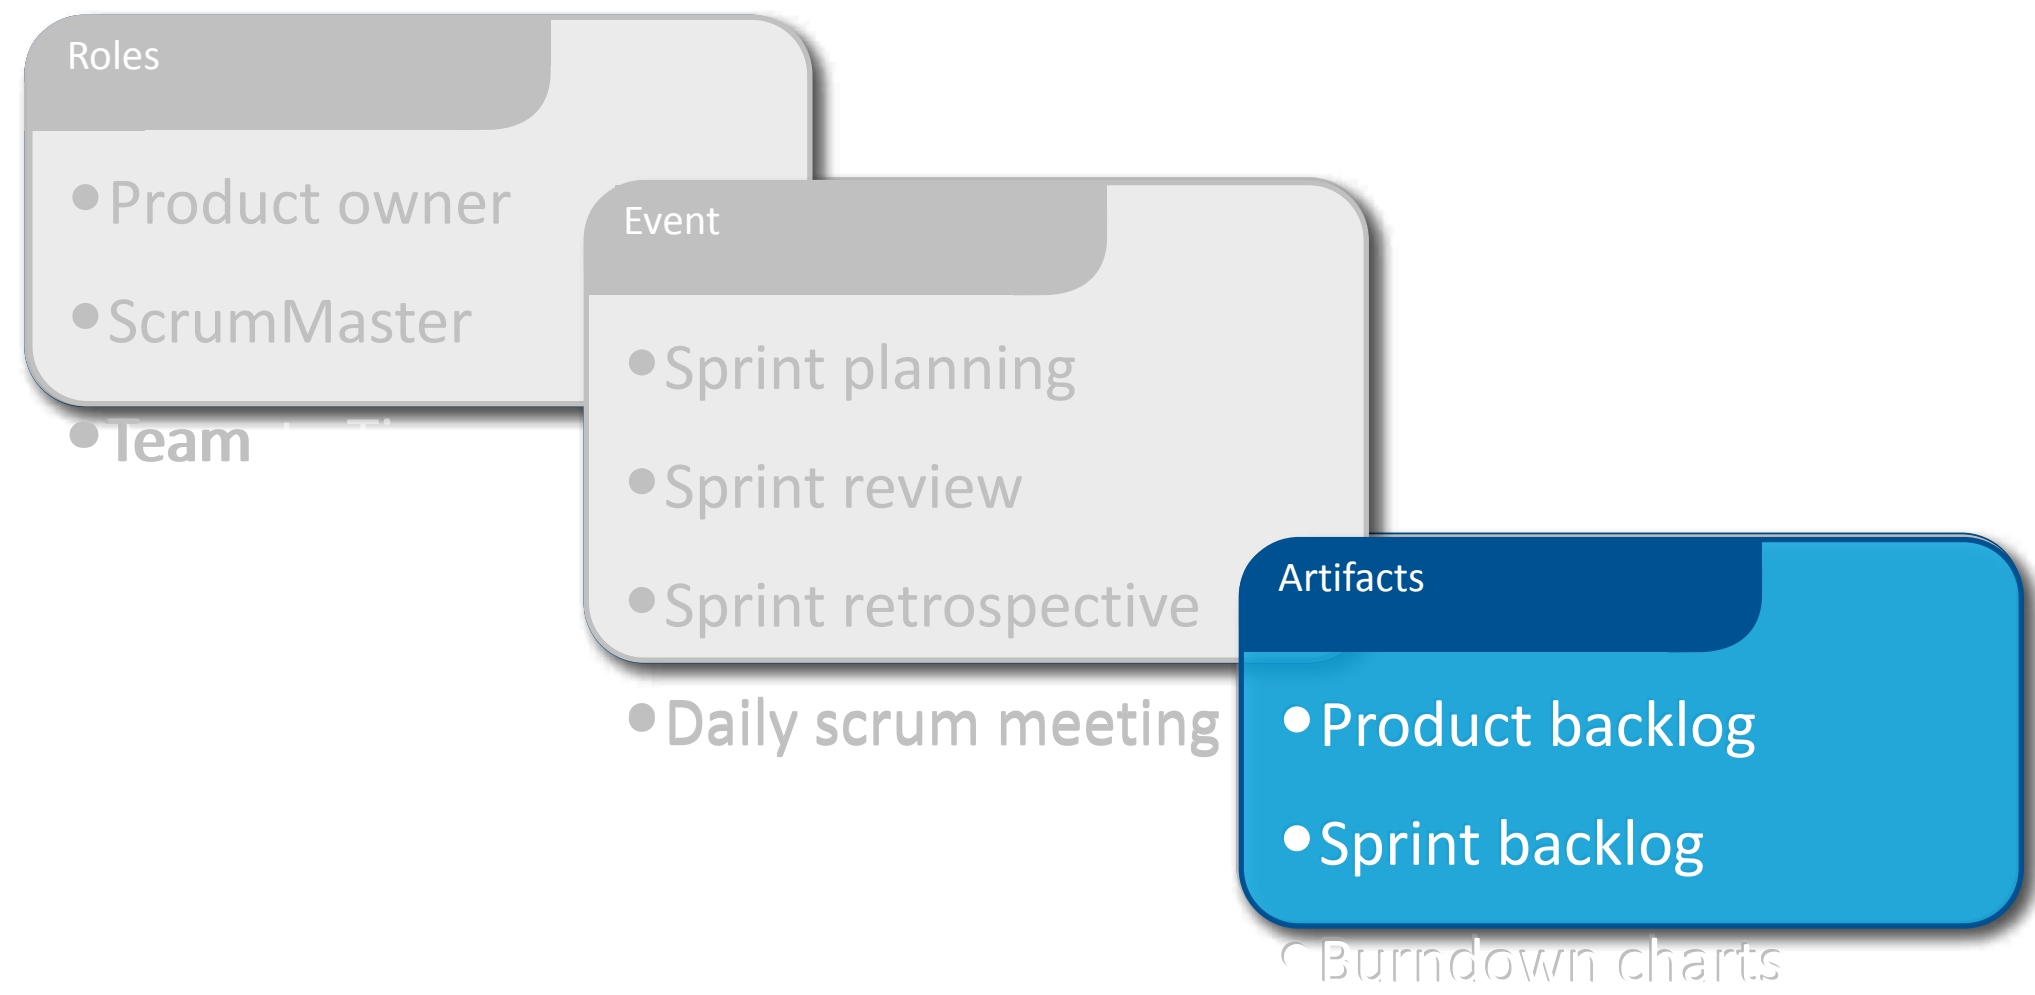 Roles
•Product owner
•ScrumMaster
•Team
Event
•Sprint planning
•Sprint review
•Sprint retrospective
•Daily scrum meeting
Artifacts
•Product backlog
•Sprint backlog
•Burndown charts